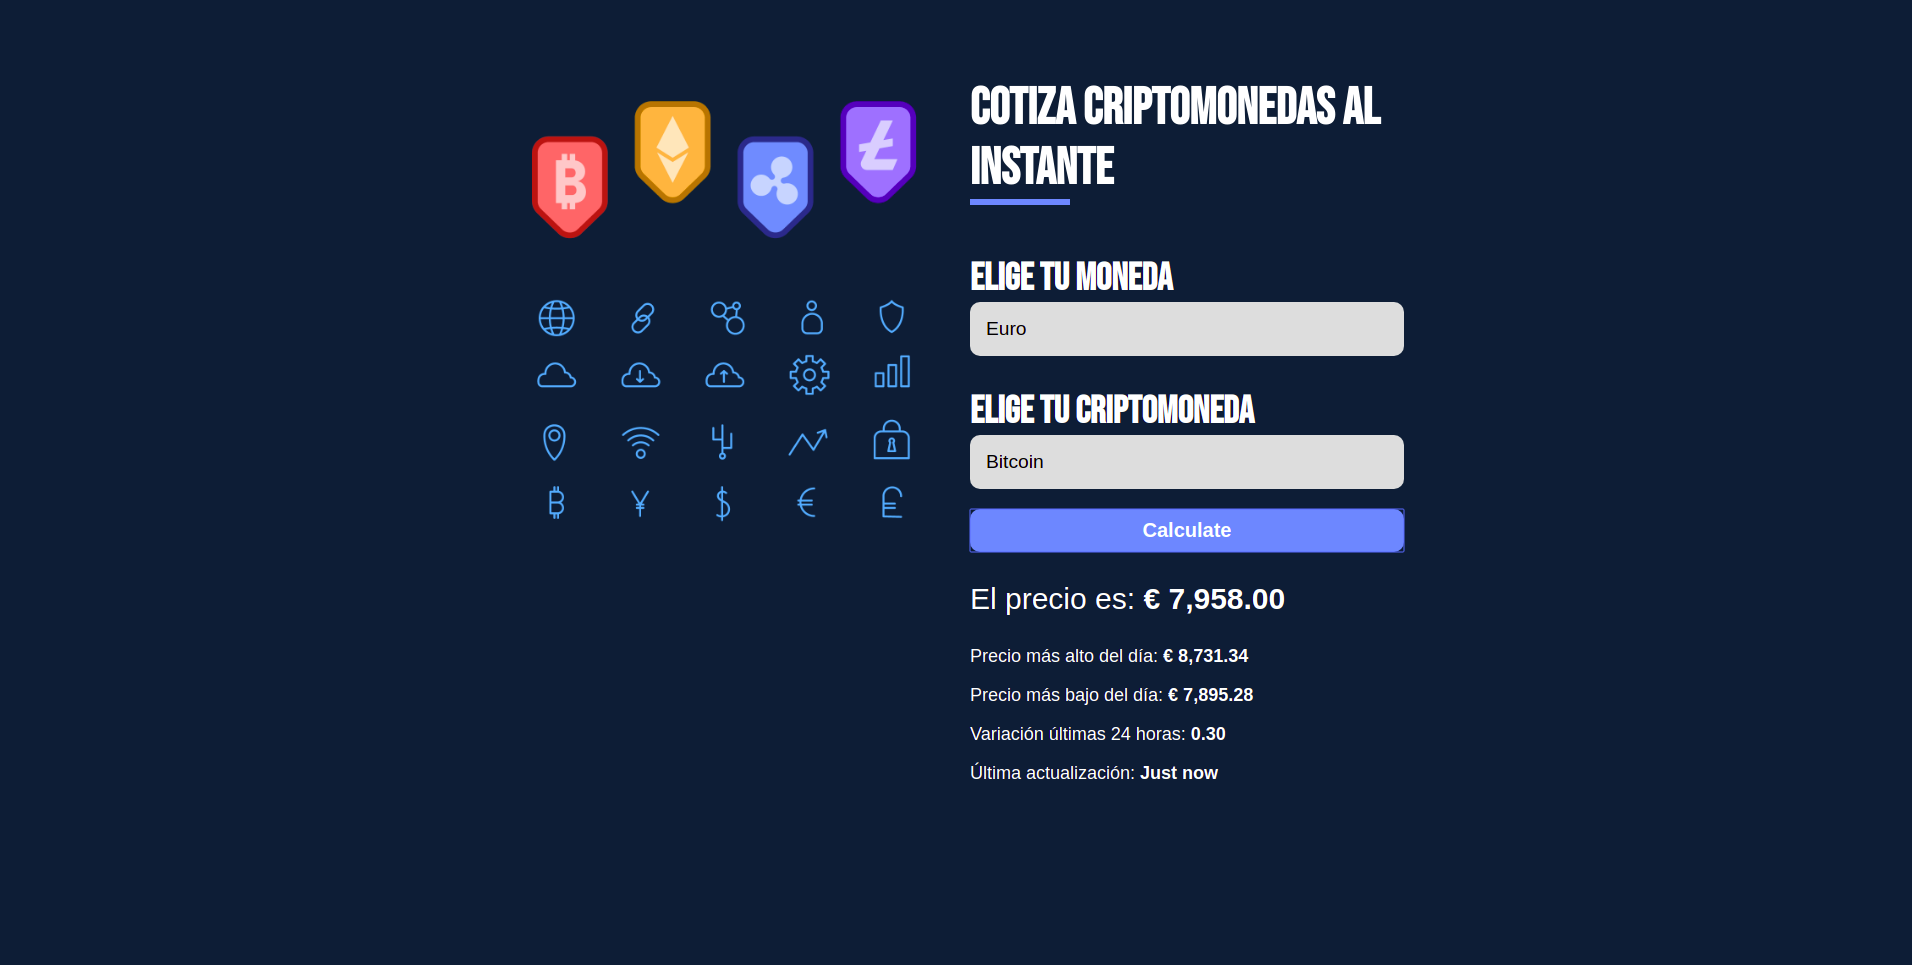 COTIZA CRIPTOMONEDAS AL
INSTANTE
ELIGE TU MONEDA
Euro
ELIGE TU CRIPTOMONEDA
Bitcoin
Calculate
El precio es: € 7,958.00
Precio más alto del día: € 8,731.34
Precio más bajo del día: € 7,895.28
Variación últimas 24 horas: 0.30
Última actualización: Just now